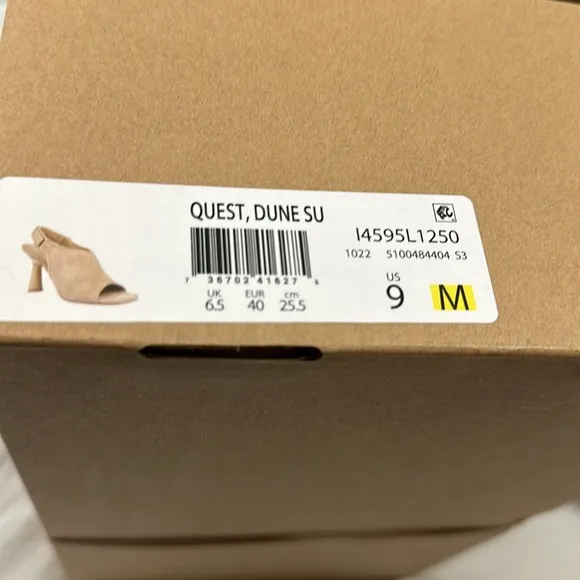 QUEST, DUNE SU
I4595L1250
1022 5100484404 S3
7 36702 41627 6
UK EUR cm
6.5 40 25.5
US
9 M